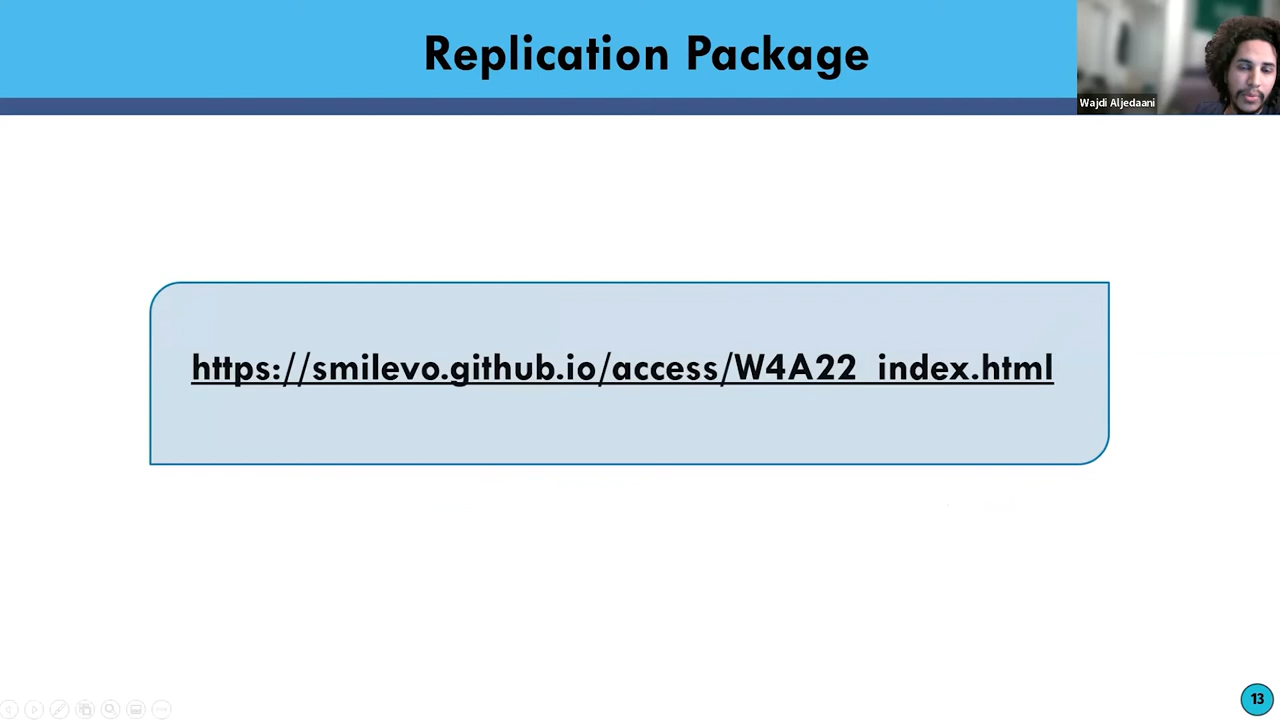 Replication Package
Wajdi Aljedaani
https://smilevo.github.io/access/W4A22_index.html
13